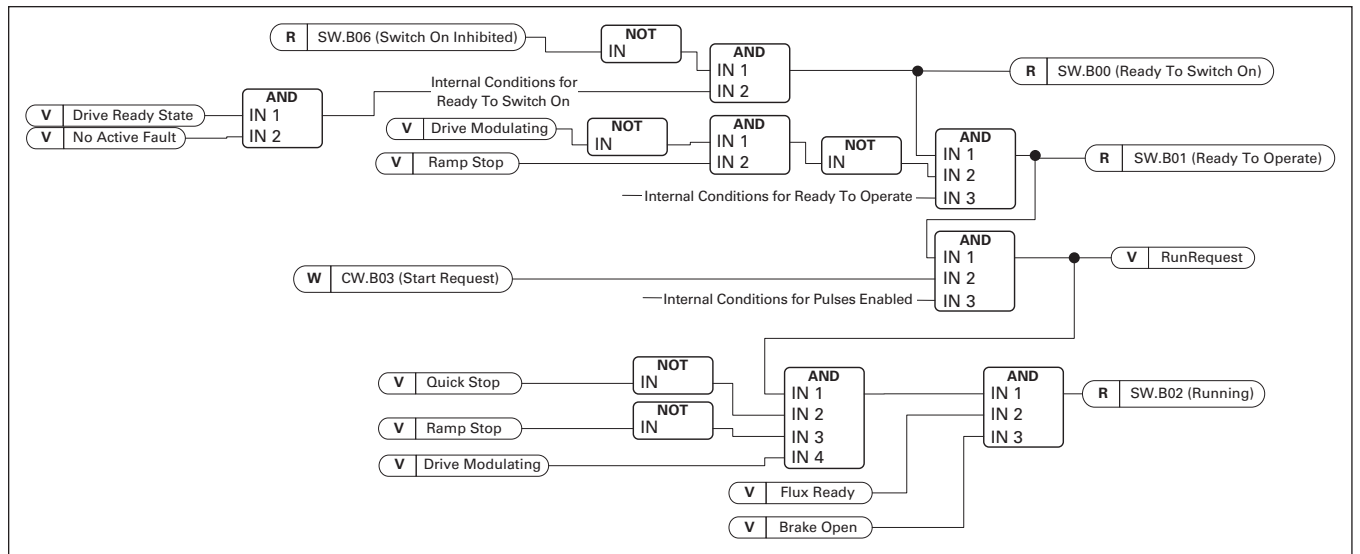 NOT
R SW.B06 (Switch On Inhibited)
IN
AND
IN 1
IN 2
R SW.B00 (Ready To Switch On)
Internal Conditions for
Ready To Switch On
AND
V Drive Ready State
IN 1
V No Active Fault
IN 2
V Drive Modulating
NOT
IN
AND
IN 1
IN 2
V Ramp Stop
NOT
IN
AND
IN 1
IN 2
IN 3
R SW.B01 (Ready To Operate)
Internal Conditions for Ready To Operate
AND
IN 1
IN 2
IN 3
V RunRequest
W CW.B03 (Start Request)
Internal Conditions for Pulses Enabled
V Quick Stop
NOT
IN
AND
IN 1
IN 2
IN 3
IN 4
AND
IN 1
IN 2
IN 3
R SW.B02 (Running)
V Ramp Stop
NOT
IN
V Drive Modulating
V Flux Ready
V Brake Open